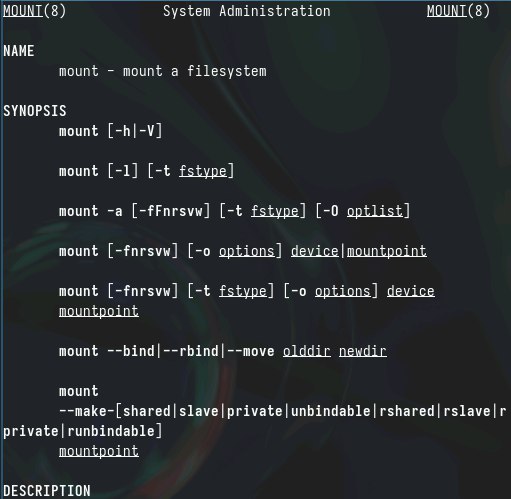 MOUNT(8) System Administration MOUNT(8)
NAME
mount - mount a filesystem
SYNOPSIS
mount [-h|-V]
mount [-l] [-t fstype]
mount -a [-fFnrsvw] [-t fstype] [-O optlist]
mount [-fnrsvw] [-o options] device|mountpoint
mount [-fnrsvw] [-t fstype] [-o options] device
mountpoint
mount --bind|--rbind|--move olddir newdir
mount
--make-[shared|slave|private|unbindable|rshared|rslave|r
private|runbindable]
mountpoint
DESCRIPTION